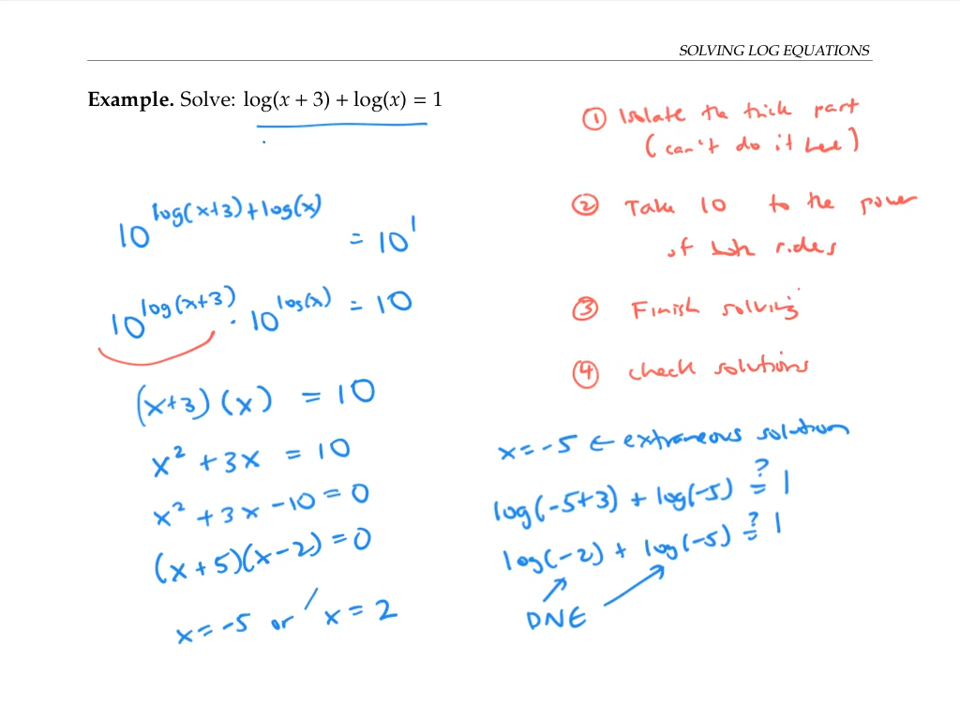 SOLVING LOG EQUATIONS
Example. Solve: log(x + 3) + log(x) = 1
10^{log(x+3)+log(x)} = 10^1
10^{log(x+3)} · 10^{log(x)} = 10
(x+3)(x) = 10
x² + 3x = 10
x² + 3x - 10 = 0
(x+5)(x-2) = 0
x = -5 or x = 2
① Isolate the trick part
(can't do it here)
② Take 10 to the power
of both sides
③ Finish solving
④ check solutions
x = -5 ← extraneous solution
log(-5+3) + log(-5) ≟ 1
log(-2) + log(-5) ≟ 1
DNE